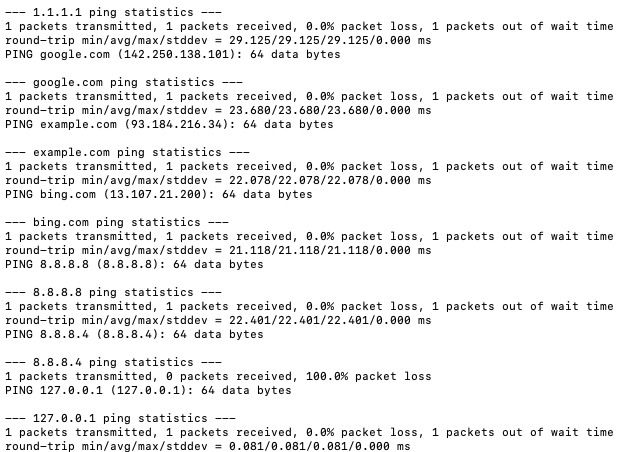 --- 1.1.1.1 ping statistics ---
1 packets transmitted, 1 packets received, 0.0% packet loss, 1 packets out of wait time
round-trip min/avg/max/stddev = 29.125/29.125/29.125/0.000 ms
PING google.com (142.250.138.101): 64 data bytes

--- google.com ping statistics ---
1 packets transmitted, 1 packets received, 0.0% packet loss, 1 packets out of wait time
round-trip min/avg/max/stddev = 23.680/23.680/23.680/0.000 ms
PING example.com (93.184.216.34): 64 data bytes

--- example.com ping statistics ---
1 packets transmitted, 1 packets received, 0.0% packet loss, 1 packets out of wait time
round-trip min/avg/max/stddev = 22.078/22.078/22.078/0.000 ms
PING bing.com (13.107.21.200): 64 data bytes

--- bing.com ping statistics ---
1 packets transmitted, 1 packets received, 0.0% packet loss, 1 packets out of wait time
round-trip min/avg/max/stddev = 21.118/21.118/21.118/0.000 ms
PING 8.8.8.8 (8.8.8.8): 64 data bytes

--- 8.8.8.8 ping statistics ---
1 packets transmitted, 1 packets received, 0.0% packet loss, 1 packets out of wait time
round-trip min/avg/max/stddev = 22.401/22.401/22.401/0.000 ms
PING 8.8.8.4 (8.8.8.4): 64 data bytes

--- 8.8.8.4 ping statistics ---
1 packets transmitted, 0 packets received, 100.0% packet loss
PING 127.0.0.1 (127.0.0.1): 64 data bytes

--- 127.0.0.1 ping statistics ---
1 packets transmitted, 1 packets received, 0.0% packet loss, 1 packets out of wait time
round-trip min/avg/max/stddev = 0.081/0.081/0.081/0.000 ms